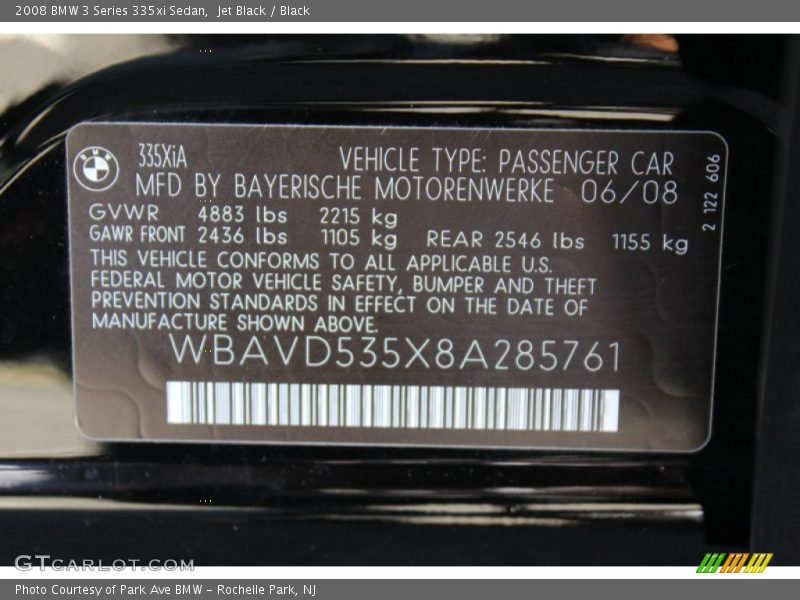 2008 BMW 3 Series 335xi Sedan, Jet Black / Black
335XiA VEHICLE TYPE: PASSENGER CAR
MFD BY BAYERISCHE MOTORENWERKE 06/08
GVWR 4883 lbs 2215 kg
GAWR FRONT 2436 lbs 1105 kg REAR 2546 lbs 1155 kg
THIS VEHICLE CONFORMS TO ALL APPLICABLE U.S.
FEDERAL MOTOR VEHICLE SAFETY, BUMPER AND THEFT
PREVENTION STANDARDS IN EFFECT ON THE DATE OF
MANUFACTURE SHOWN ABOVE.
WBAVD535X8A285761
2 122 606
GTCARLOT.COM
Photo Courtesy of Park Ave BMW - Rochelle Park, NJ